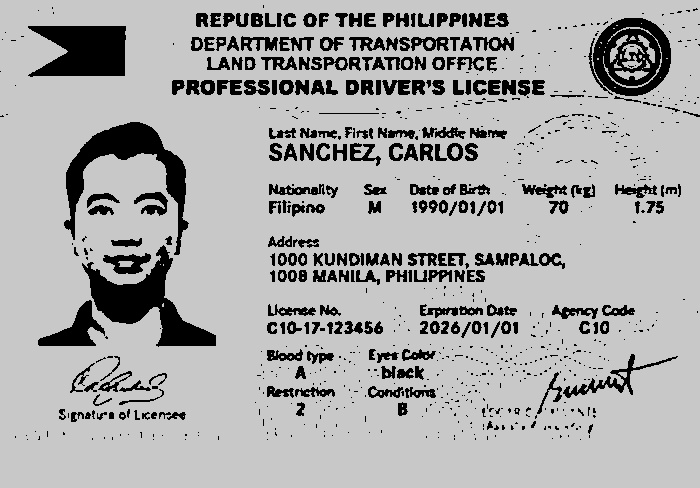 REPUBLIC OF THE PHILIPPINES
DEPARTMENT OF TRANSPORTATION
LAND TRANSPORTATION OFFICE
PROFESSIONAL DRIVER'S LICENSE
LTO
Last Name, First Name, Middle Name
SANCHEZ, CARLOS
Nationality Sex Date of Birth Weight (kg) Height (m)
Filipino M 1990/01/01 70 1.75
Address
1000 KUNDIMAN STREET, SAMPALOC,
1008 MANILA, PHILIPPINES
License No. Expiration Date Agency Code
C10-17-123456 2026/01/01 C10
Blood type Eyes Color
A black
Restriction Conditions
2 B
Signature of Licensee